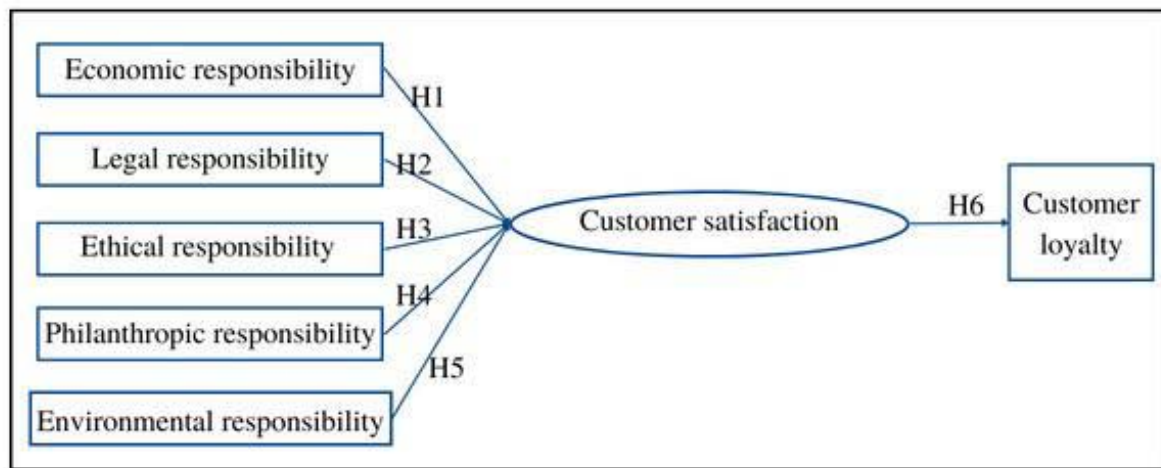 Economic responsibility
H1
Legal responsibility
H2
Ethical responsibility
H3
Philanthropic responsibility
H4
Environmental responsibility
H5
Customer satisfaction
H6
Customer
loyalty